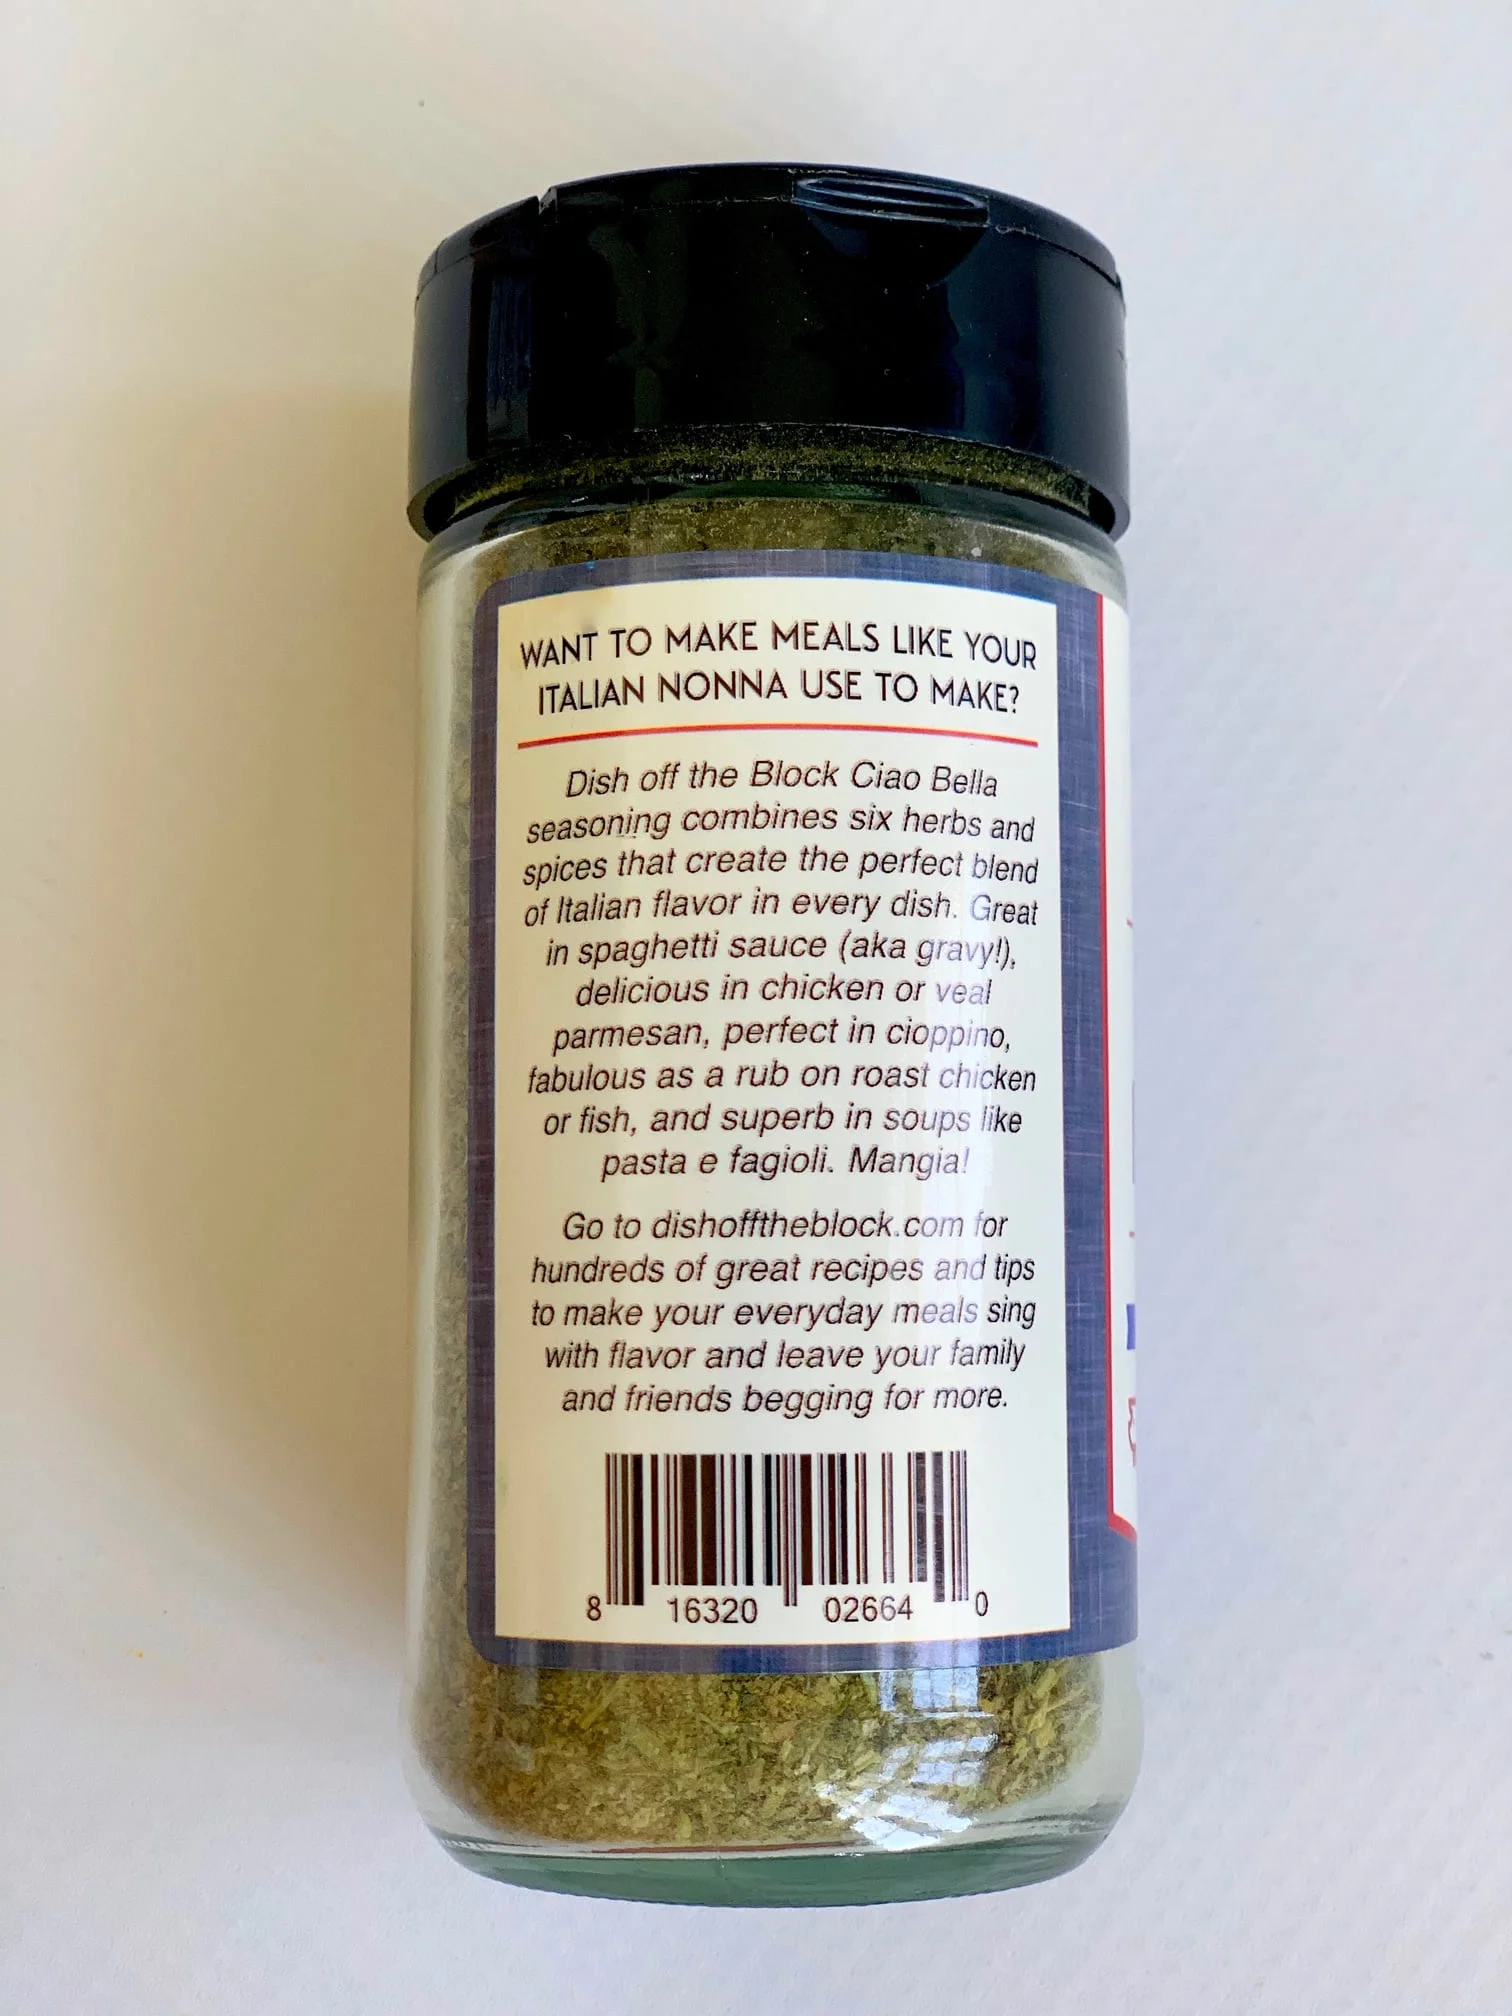 WANT TO MAKE MEALS LIKE YOUR
ITALIAN NONNA USE TO MAKE?
Dish off the Block Ciao Bella
seasoning combines six herbs and
spices that create the perfect blend
of Italian flavor in every dish. Great
in spaghetti sauce (aka gravy!),
delicious in chicken or veal
parmesan, perfect in cioppino,
fabulous as a rub on roast chicken
or fish, and superb in soups like
pasta e fagioli. Mangia!
Go to dishofftheblock.com for
hundreds of great recipes and tips
to make your everyday meals sing
with flavor and leave your family
and friends begging for more.
8 16320 02664 0